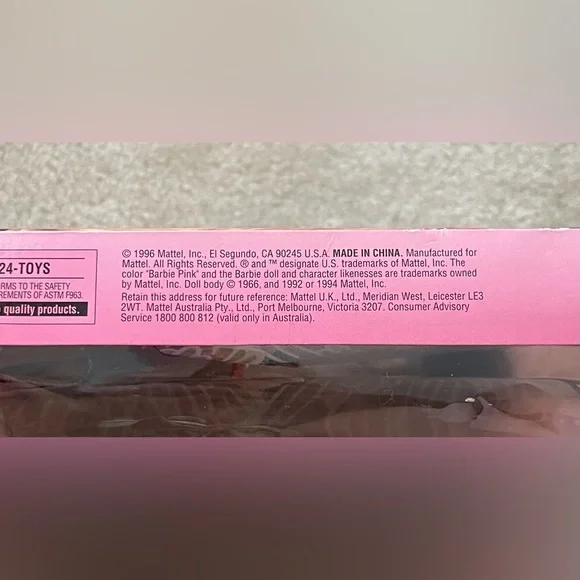 24-TOYS
RMS TO THE SAFETY
REMENTS OF ASTM F963.
quality products.
© 1996 Mattel, Inc., El Segundo, CA 90245 U.S.A. MADE IN CHINA. Manufactured for
Mattel. All Rights Reserved. ® and ™ designate U.S. trademarks of Mattel, Inc. The
color "Barbie Pink" and the Barbie doll and character likenesses are trademarks owned
by Mattel, Inc. Doll body © 1966, and 1992 or 1994 Mattel, Inc.
Retain this address for future reference: Mattel U.K., Ltd., Meridian West, Leicester LE3
2WT. Mattel Australia Pty., Ltd., Port Melbourne, Victoria 3207. Consumer Advisory
Service 1800 800 812 (valid only in Australia).